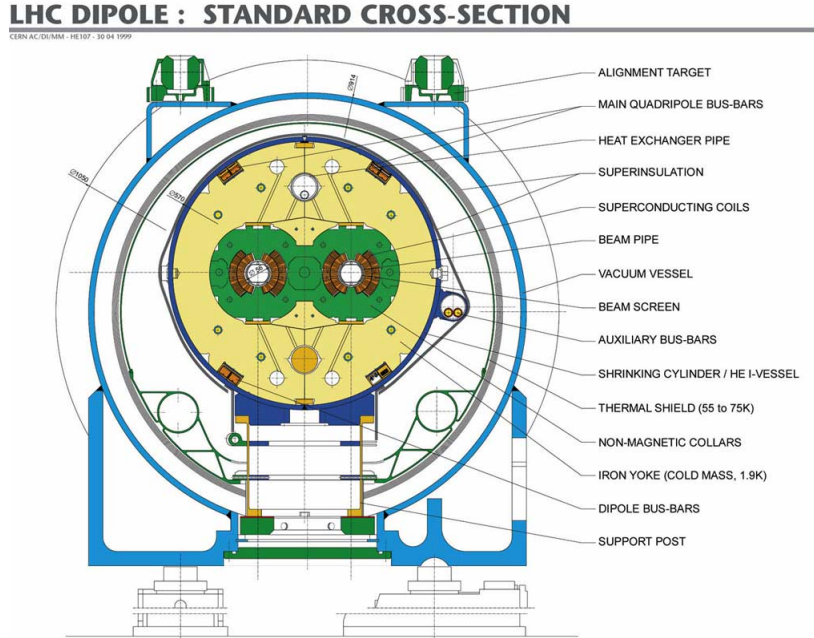 LHC DIPOLE : STANDARD CROSS-SECTION
CERN AC/DI/MM - HE107 - 30 04 1999
ALIGNMENT TARGET
MAIN QUADRIPOLE BUS-BARS
HEAT EXCHANGER PIPE
SUPERINSULATION
SUPERCONDUCTING COILS
BEAM PIPE
VACUUM VESSEL
BEAM SCREEN
AUXILIARY BUS-BARS
SHRINKING CYLINDER / HE I-VESSEL
THERMAL SHIELD (55 to 75K)
NON-MAGNETIC COLLARS
IRON YOKE (COLD MASS, 1.9K)
DIPOLE BUS-BARS
SUPPORT POST
Ø914
Ø1050
Ø570